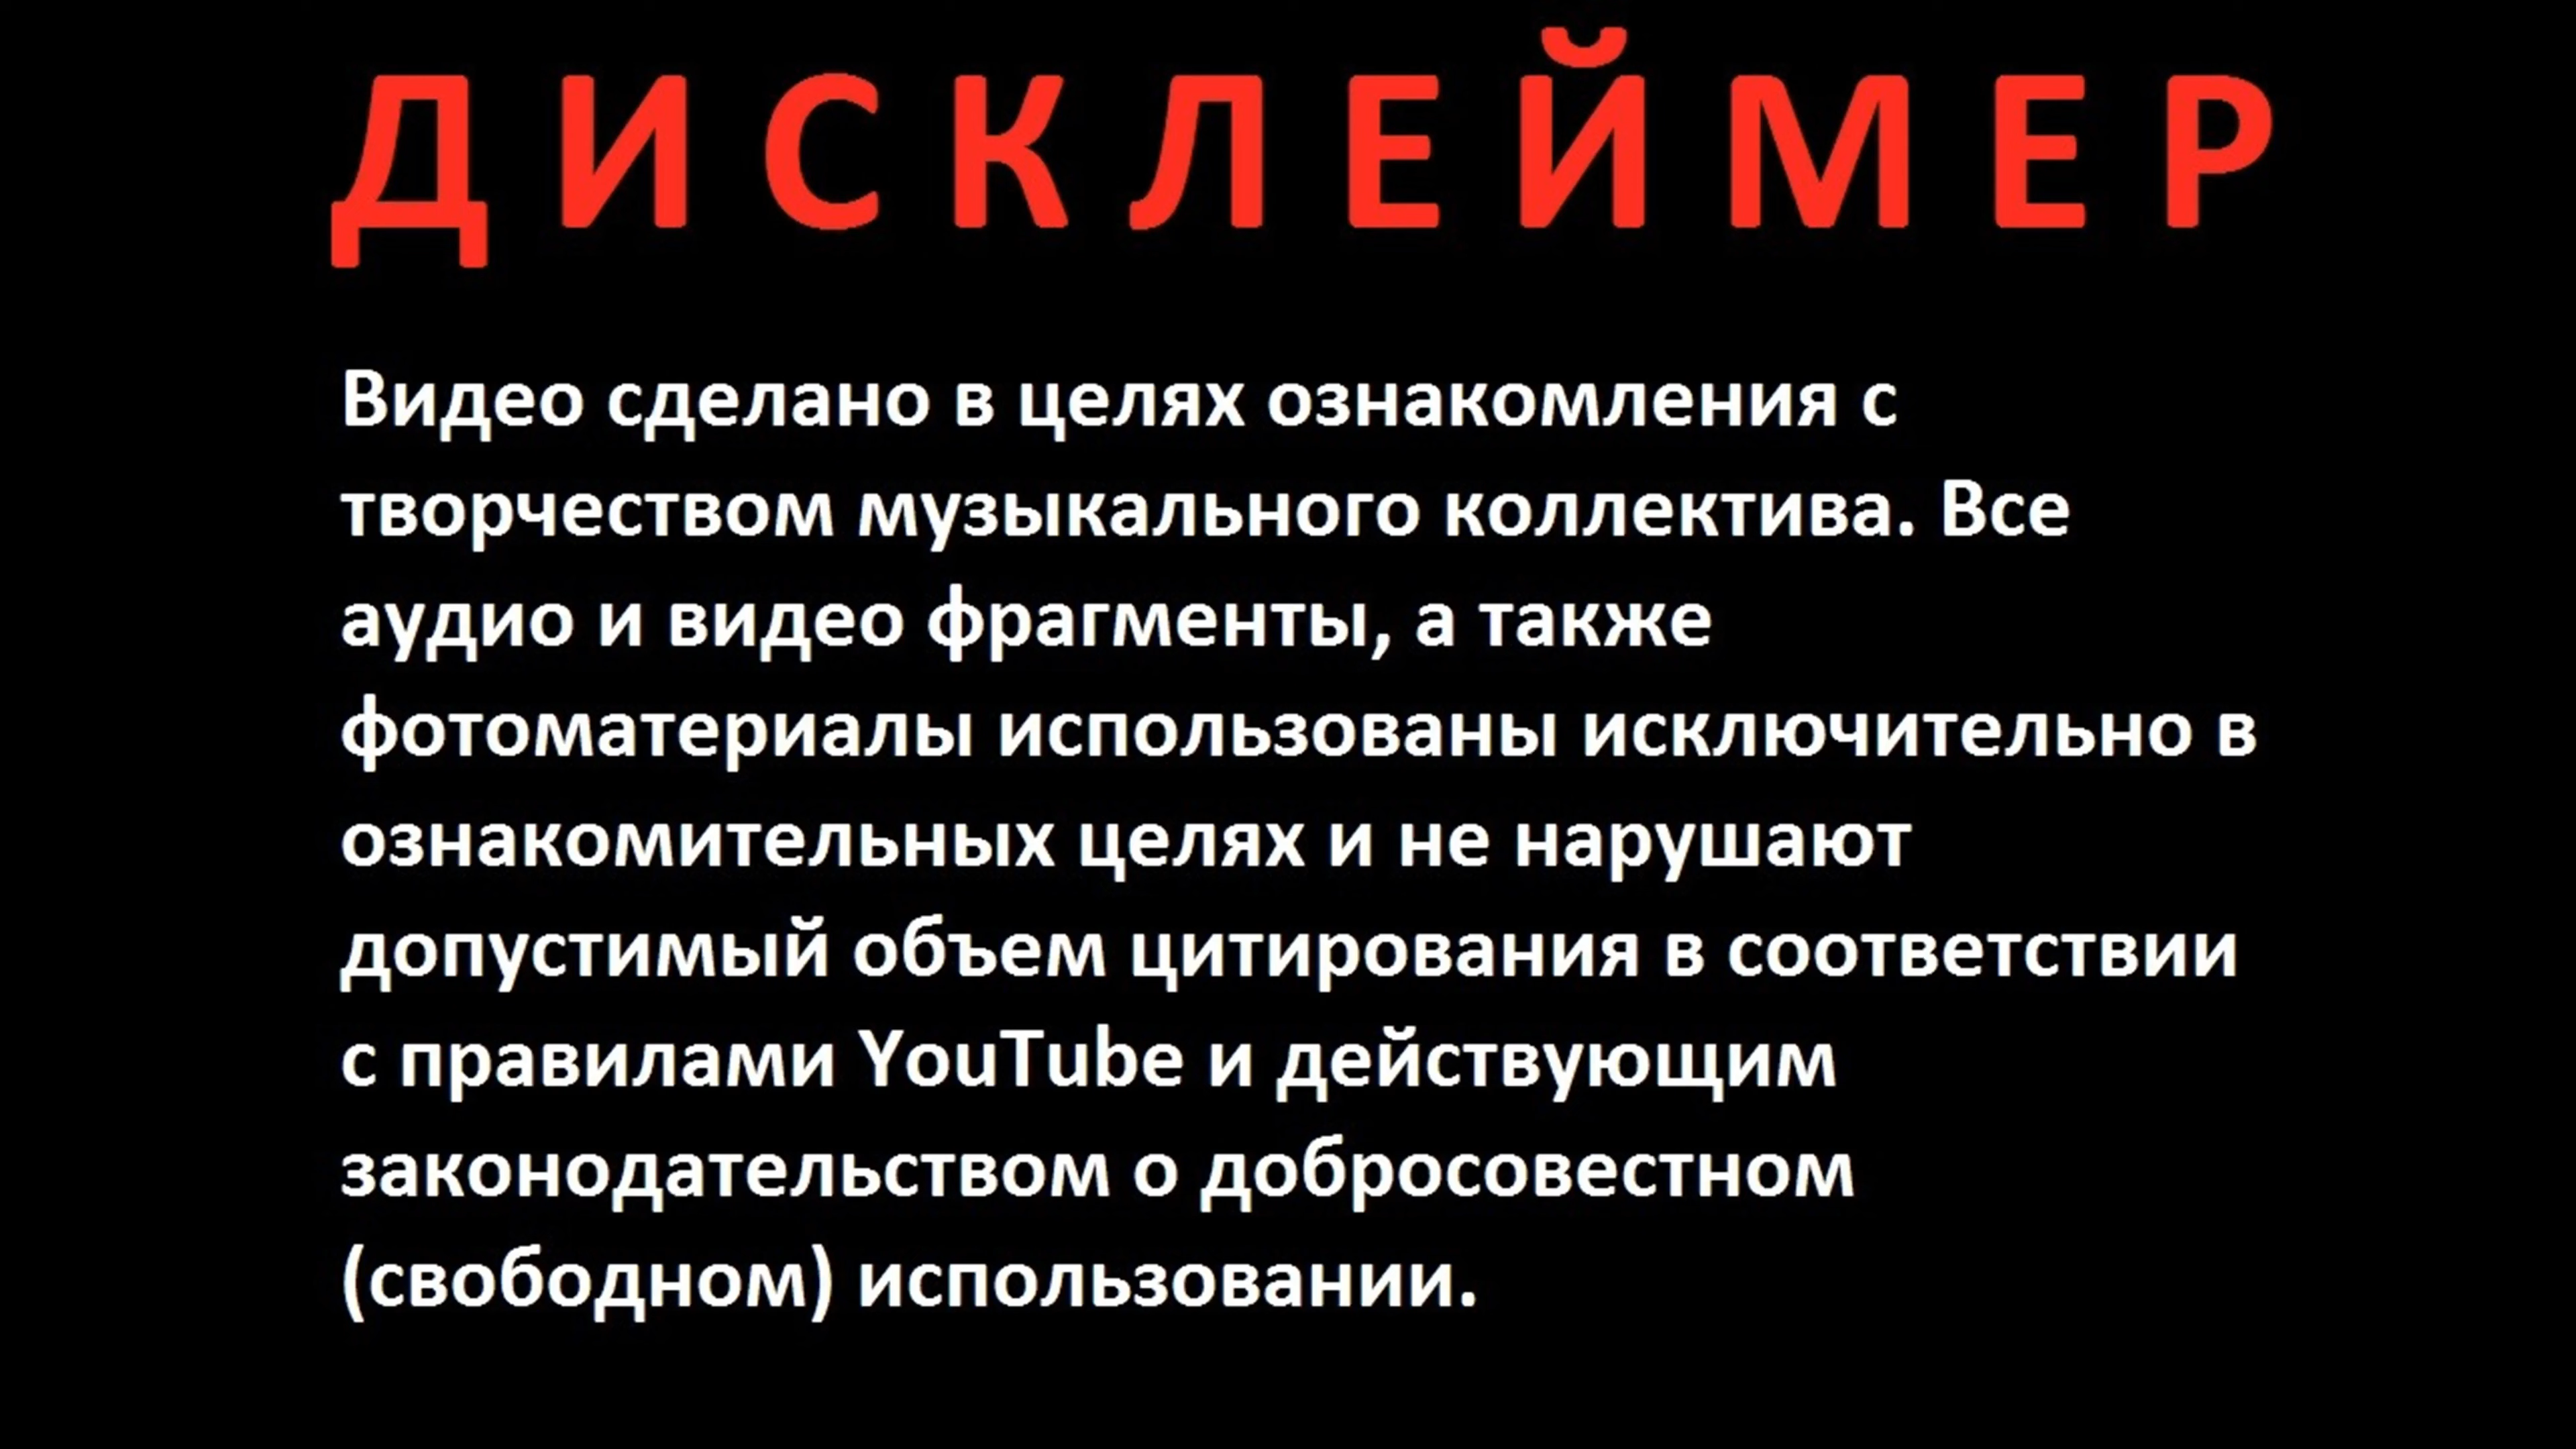 ДИСКЛЕЙМЕР
Видео сделано в целях ознакомления с
творчеством музыкального коллектива. Все
аудио и видео фрагменты, а также
фотоматериалы использованы исключительно в
ознакомительных целях и не нарушают
допустимый объем цитирования в соответствии
с правилами YouTube и действующим
законодательством о добросовестном
(свободном) использовании.